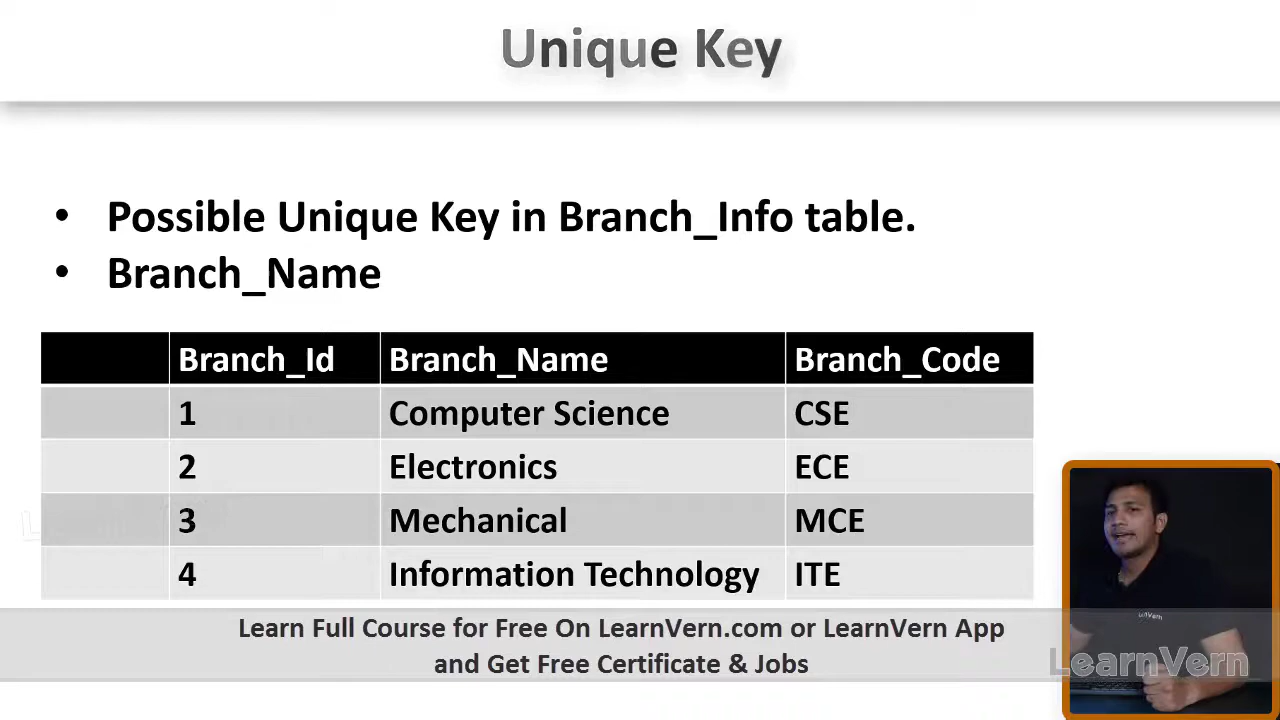 Unique Key
• Possible Unique Key in Branch_Info table.
• Branch_Name
Branch_Id Branch_Name Branch_Code
1 Computer Science CSE
2 Electronics ECE
3 Mechanical MCE
4 Information Technology ITE
Learn Full Course for Free On LearnVern.com or LearnVern App
and Get Free Certificate & Jobs
LearnVern